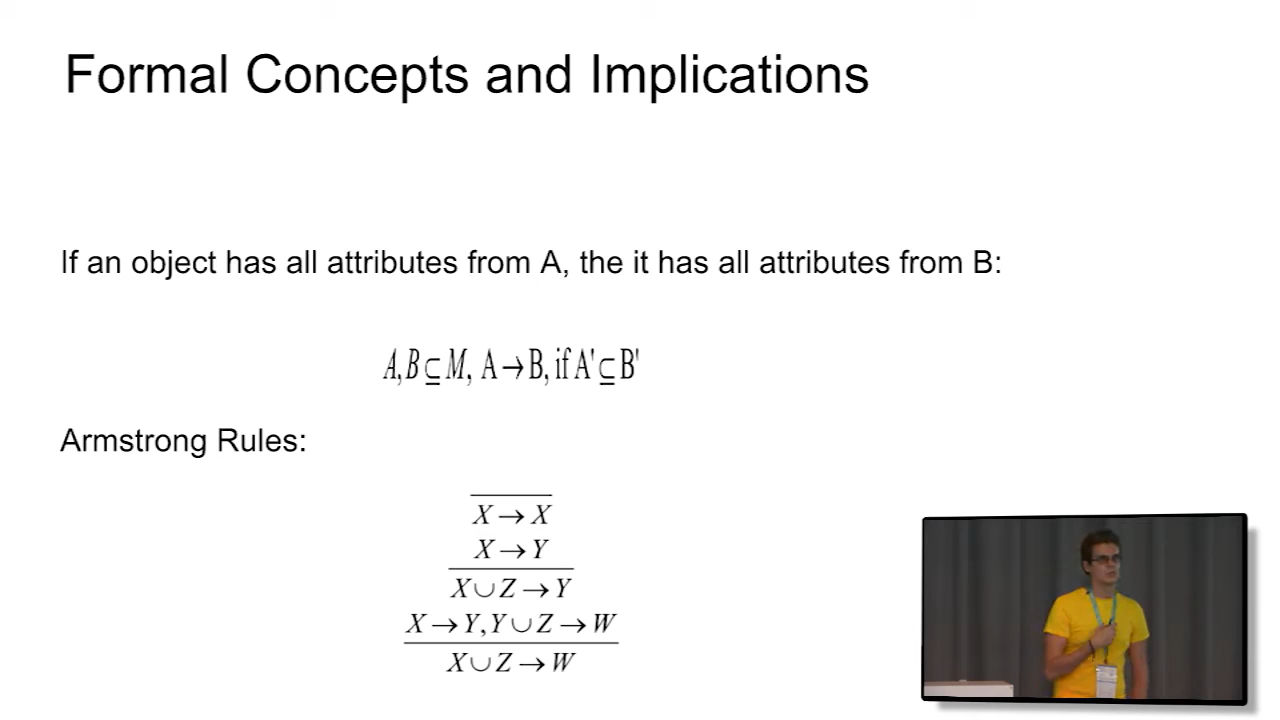 Formal Concepts and Implications
If an object has all attributes from A, the it has all attributes from B:
A,B⊆M, A→B, if A'⊆B'
Armstrong Rules:
X→X
X→Y
X∪Z→Y
X→Y,Y∪Z→W
X∪Z→W